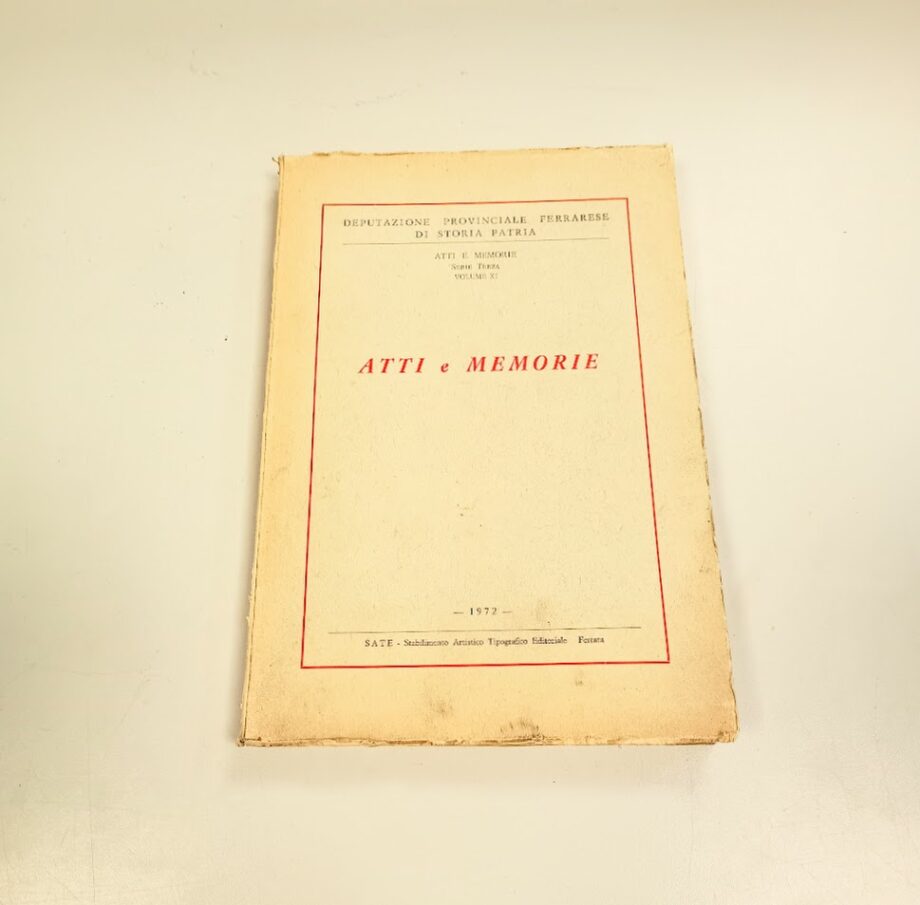 DEPUTAZIONE PROVINCIALE FERRARESE
DI STORIA PATRIA
ATTI E MEMORIE
SERIE TERZA
VOLUME XI
ATTI e MEMORIE
— 1972 —
SATE - Stabilimento Artistico Tipografico Editoriale Ferrara